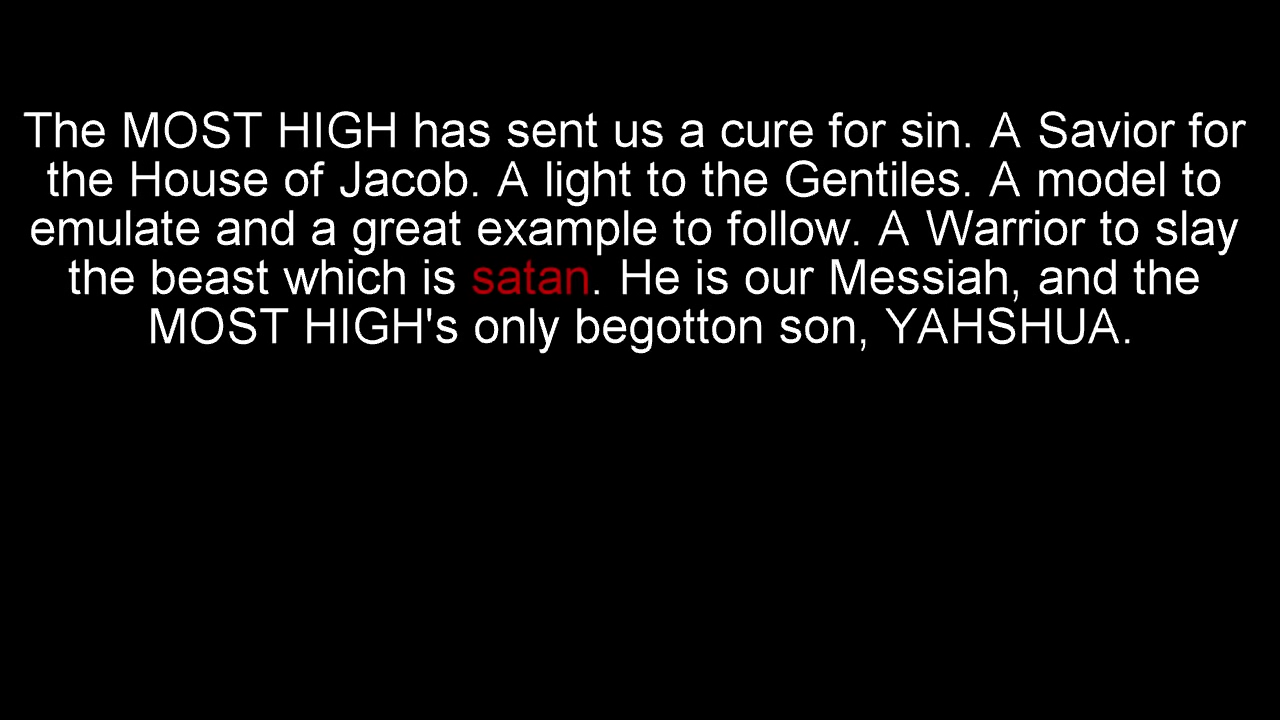 The MOST HIGH has sent us a cure for sin. A Savior for
the House of Jacob. A light to the Gentiles. A model to
emulate and a great example to follow. A Warrior to slay
the beast which is satan. He is our Messiah, and the
MOST HIGH's only begotton son, YAHSHUA.